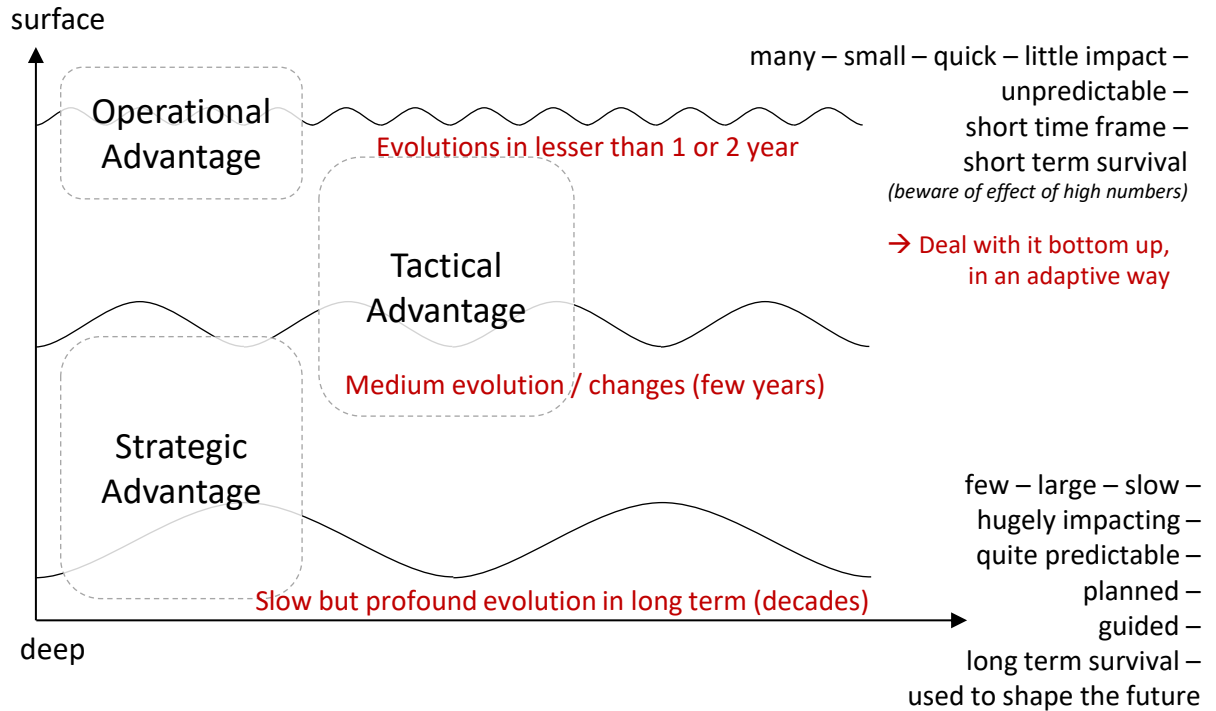 surface
many – small – quick – little impact –
unpredictable –
short time frame –
short term survival
(beware of effect of high numbers)
→ Deal with it bottom up,
in an adaptive way
Operational
Advantage
Evolutions in lesser than 1 or 2 year
Tactical
Advantage
Medium evolution / changes (few years)
Strategic
Advantage
Slow but profound evolution in long term (decades)
few – large – slow –
hugely impacting –
quite predictable –
planned –
guided –
long term survival –
used to shape the future
deep